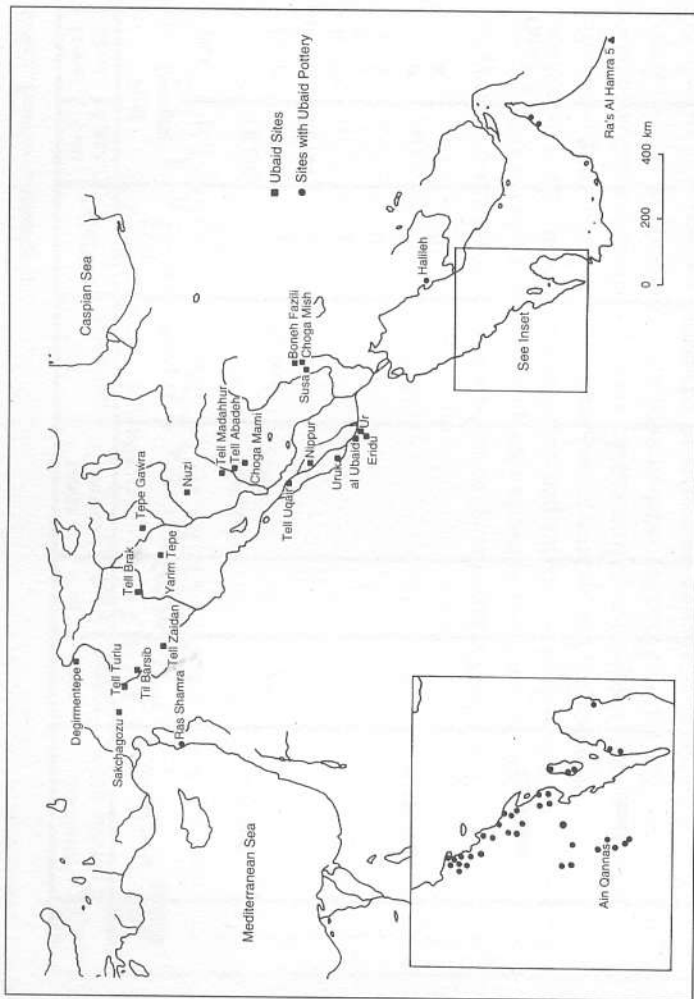 Caspian Sea
Degirmentepe
Sakchagozu
Tell Turlu
Til Barsib
Tell Brak
Tepe Gawra
Tell Zaidan
Yarim Tepe
Nuzi
Ras Shamra
Tell Madahhur
Tell Abadeh
Choga Mami
Mediterranean Sea
Tell Uqair
Nippur
Boneh Fazili
Choga Mish
Susa
Uruk
al Ubaid
Ur
Eridu
Ubaid Sites
Sites with Ubaid Pottery
Halileh
See Inset
Ain Qannas
Ra's Al Hamra 5
0 200 400 km